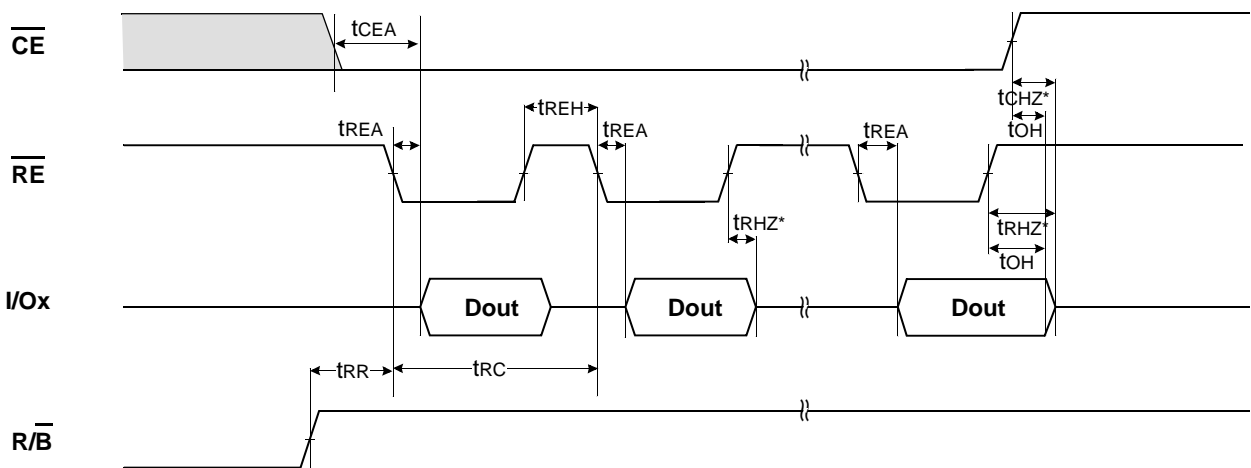 CE
tCEA
tCHZ*
tREH
tOH
tREA
tREA
tREA
RE
tRHZ*
tRHZ*
tOH
I/Ox
Dout
Dout
Dout
tRR
tRC
R/B